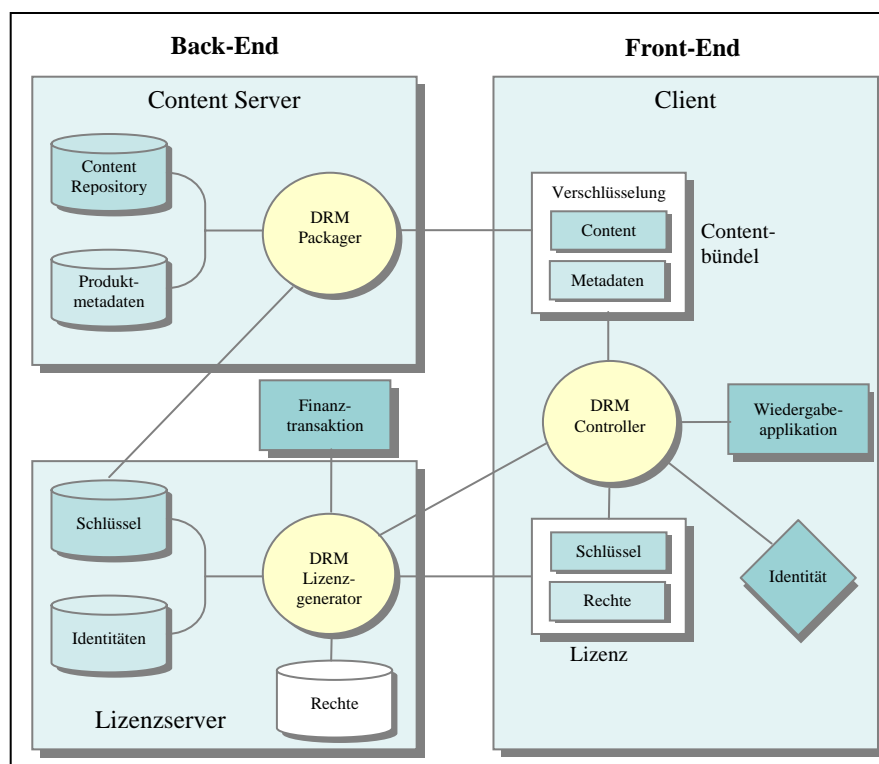 Back-End
Front-End
Content Server
Content
Repository
Produkt-
metadaten
DRM
Packager
Finanz-
transaktion
Schlüssel
Identitäten
DRM
Lizenz-
generator
Rechte
Lizenzserver
Client
Verschlüsselung
Content
Metadaten
Content-
bündel
DRM
Controller
Wiedergabe-
applikation
Schlüssel
Rechte
Lizenz
Identität